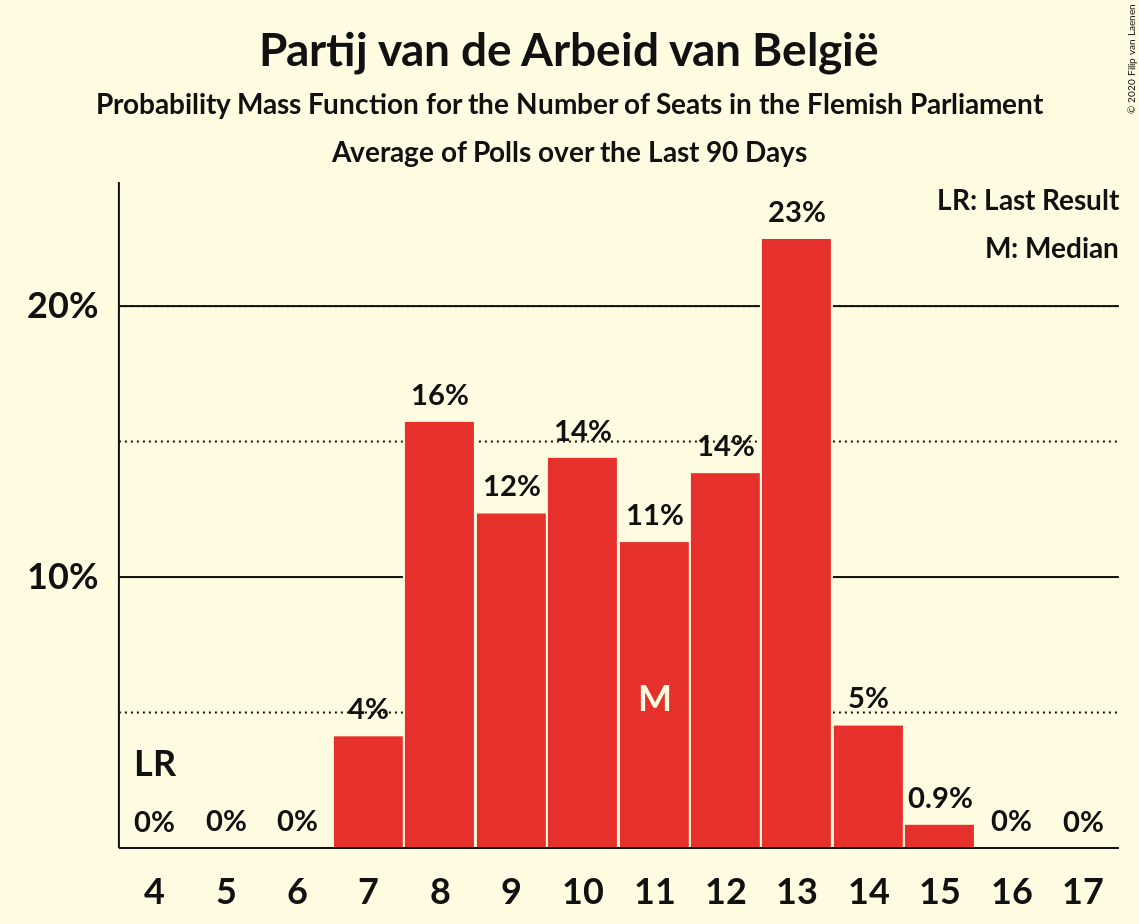 Partij van de Arbeid van België
Probability Mass Function for the Number of Seats in the Flemish Parliament
Average of Polls over the Last 90 Days
© 2020 Filip van Laenen
LR: Last Result
M: Median
23%
20%
16%
14%
14%
12%
11%
10%
M
5%
4%
LR
0.9%
0% 0% 0% 0% 0%
4 5 6 7 8 9 10 11 12 13 14 15 16 17